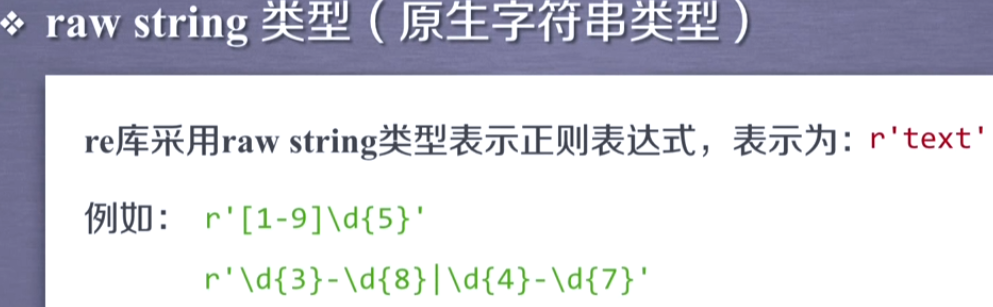 ❖ raw string 类型（原生字符串类型）
re库采用raw string类型表示正则表达式，表示为：r'text'
例如： r'[1-9]\d{5}'
r'\d{3}-\d{8}|\d{4}-\d{7}'